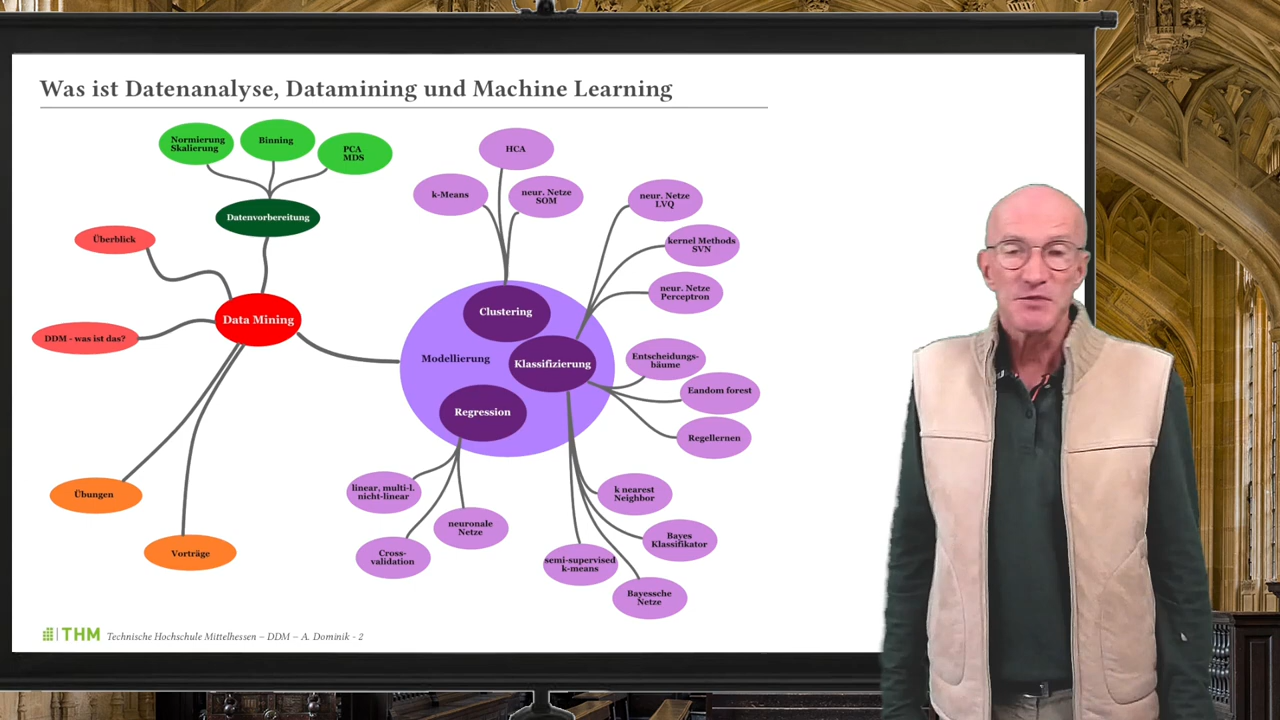 Was ist Datenanalyse, Datamining und Machine Learning
Normierung
Skalierung
Binning
PCA
MDS
Datenvorbereitung
Überblick
Data Mining
DDM - was ist das?
Übungen
Vorträge
HCA
k-Means
neur. Netze
SOM
neur. Netze
LVQ
kernel Methods
SVN
neur. Netze
Perceptron
Clustering
Modellierung
Klassifizierung
Regression
Entscheidungs-
bäume
Eandom forest
Regellernen
linear, multi-l.
nicht-linear
neuronale
Netze
Cross-
validation
k nearest
Neighbor
Bayes
Klassifikator
semi-supervised
k-means
Bayessche
Netze
THM Technische Hochschule Mittelhessen – DDM – A. Dominik - 2